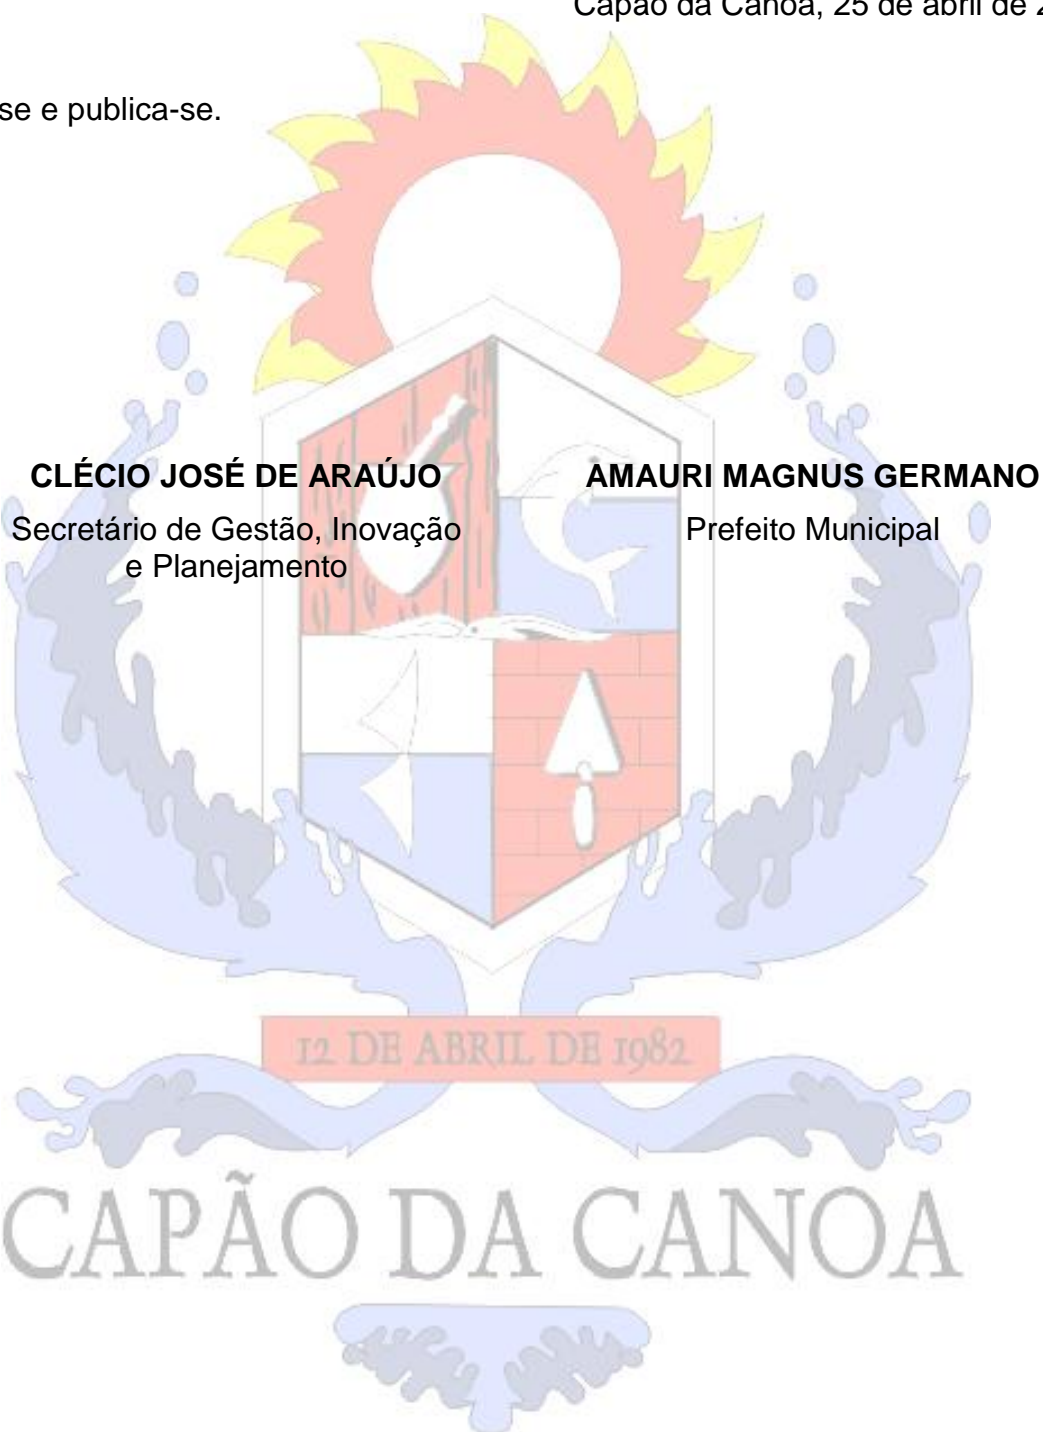 Capão da Canoa, 25 de abril de 2
se e publica-se.
CLÉCIO JOSÉ DE ARAÚJO
AMAURI MAGNUS GERMANO
Secretário de Gestão, Inovação
e Planejamento
Prefeito Municipal
12 DE ABRIL DE 1982
CAPÃO DA CANOA